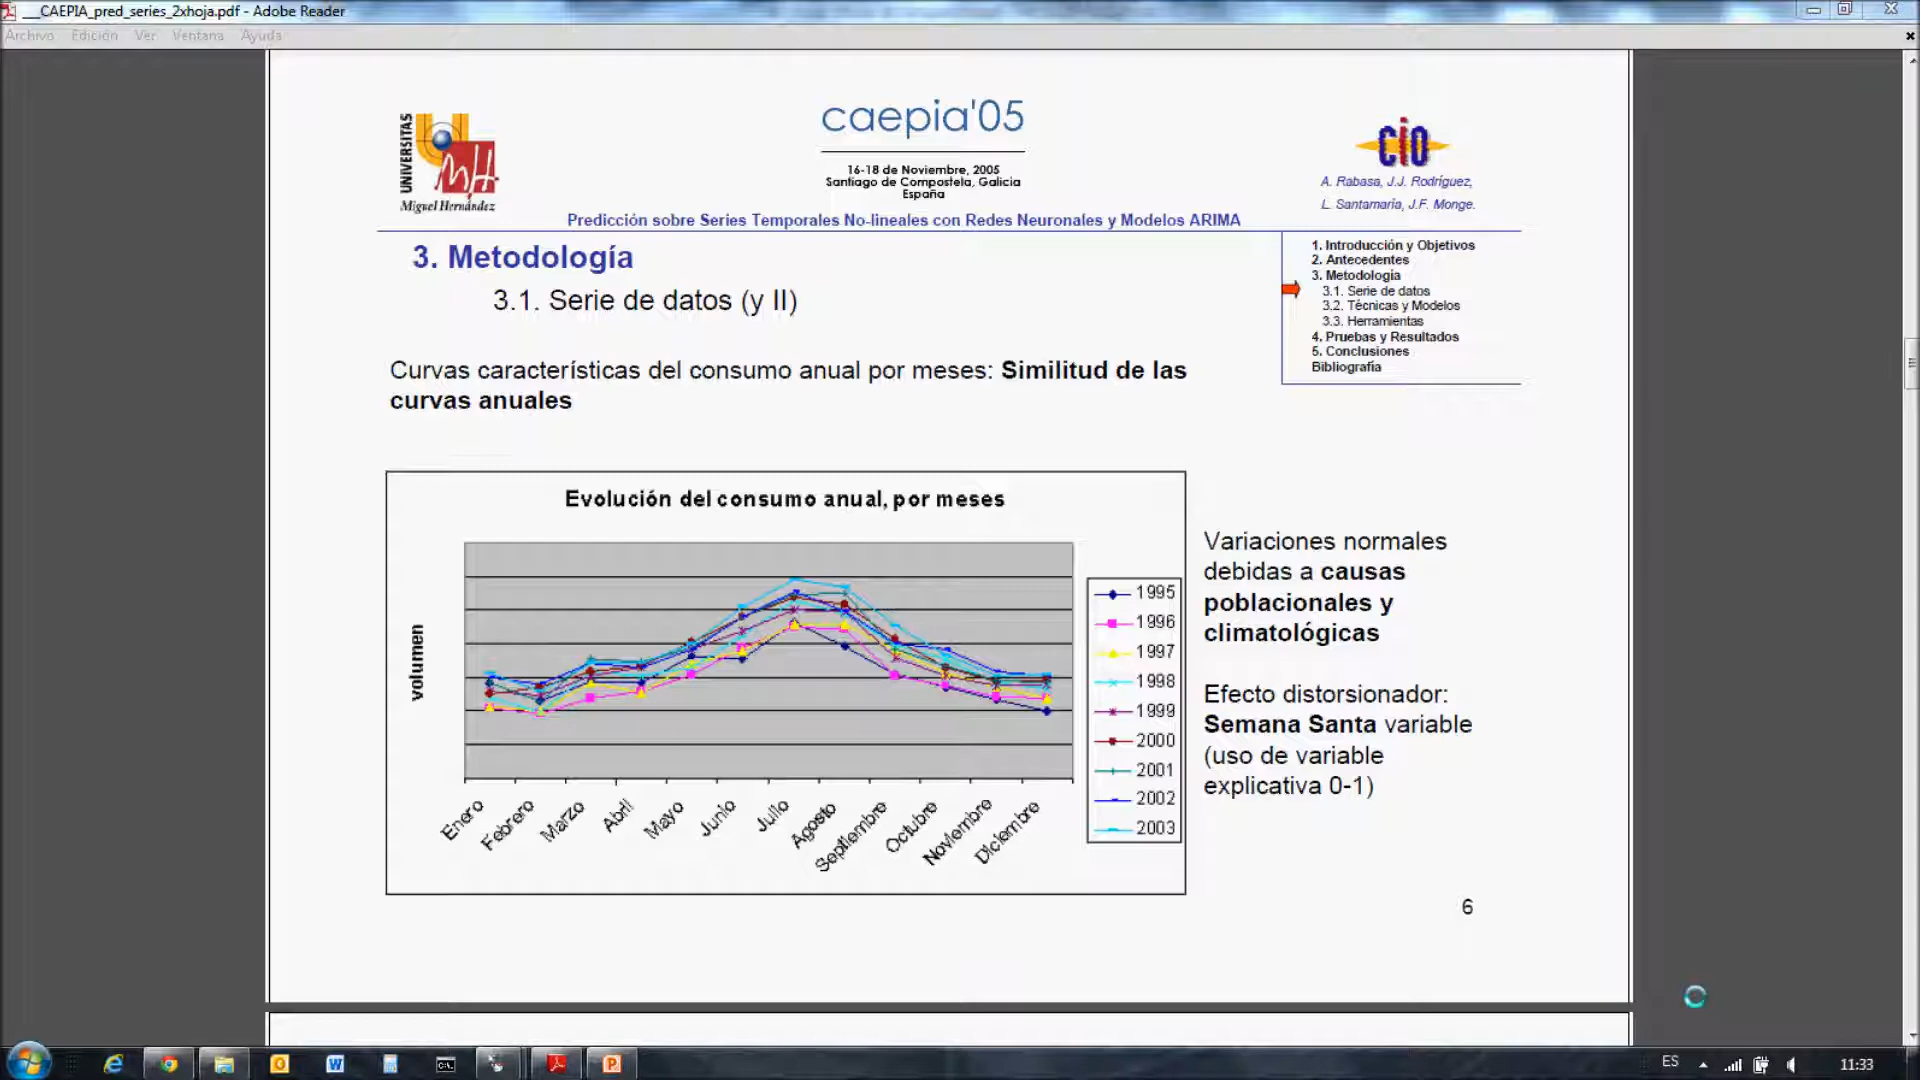 ___CAEPIA_pred_series_2xhoja.pdf - Adobe Reader
Archivo Edición Ver Ventana Ayuda
UNIVERSITAS
Miguel Hernández
caepia'05
16-18 de Noviembre, 2005
Santiago de Compostela, Galicia
España
cio
A. Rabasa, J.J. Rodríguez,
L. Santamaría, J.F. Monge.
Predicción sobre Series Temporales No-lineales con Redes Neuronales y Modelos ARIMA
3. Metodología
3.1. Serie de datos (y II)
1. Introducción y Objetivos
2. Antecedentes
3. Metodología
3.1. Serie de datos
3.2. Técnicas y Modelos
3.3. Herramientas
4. Pruebas y Resultados
5. Conclusiones
Bibliografía
Curvas características del consumo anual por meses: Similitud de las
curvas anuales
Evolución del consumo anual, por meses
volumen
Enero
Febrero
Marzo
Abril
Mayo
Junio
Julio
Agosto
Septiembre
Octubre
Noviembre
Diciembre
1995
1996
1997
1998
1999
2000
2001
2002
2003
Variaciones normales
debidas a causas
poblacionales y
climatológicas
Efecto distorsionador:
Semana Santa variable
(uso de variable
explicativa 0-1)
6
ES
11:33